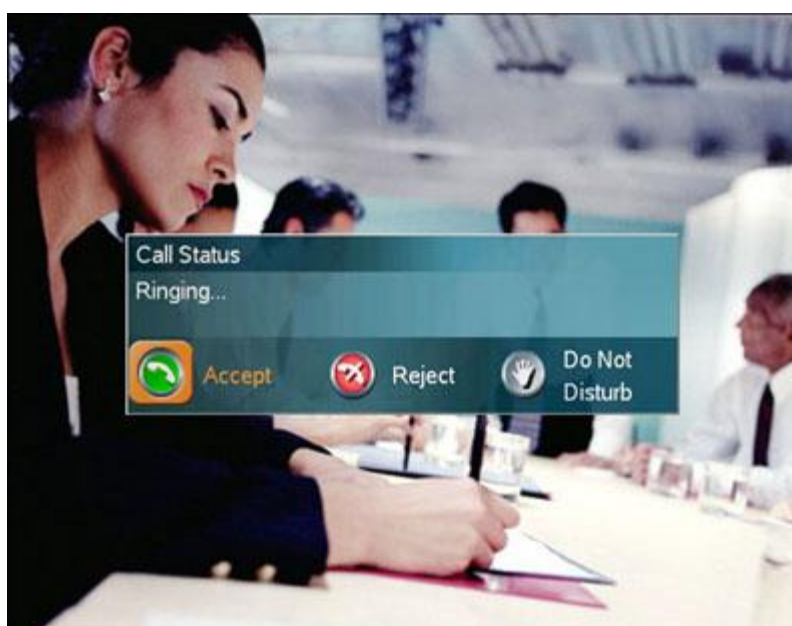 Call Status
Ringing...
Accept
Reject
Do Not
Disturb